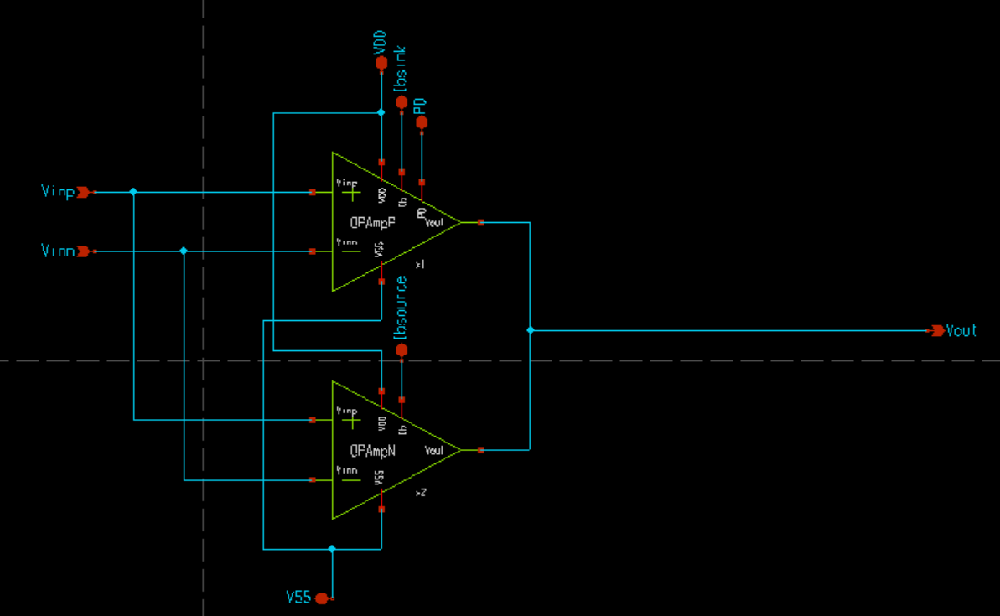 VDD
Ibsink
PD
Vinp
Vinp
VDD
Ib
PD
OPAmpP
Vout
Vinn
Vinn
VSS
x1
Ibsource
Vout
Vinp
VDD
Ib
OPAmpN
Vout
Vinn
VSS
x2
VSS